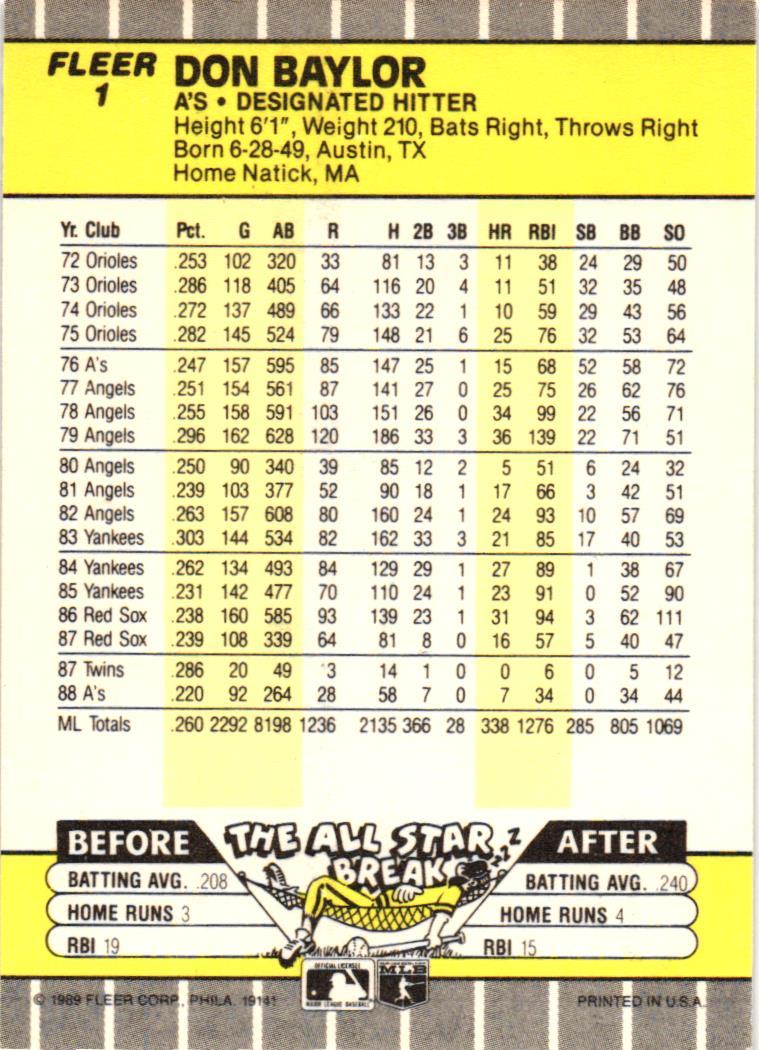 FLEER
1
DON BAYLOR
A'S • DESIGNATED HITTER
Height 6'1", Weight 210, Bats Right, Throws Right
Born 6-28-49, Austin, TX
Home Natick, MA
Yr. Club Pct. G AB R H 2B 3B HR RBI SB BB SO
72 Orioles .253 102 320 33 81 13 3 11 38 24 29 50
73 Orioles .286 118 405 64 116 20 4 11 51 32 35 48
74 Orioles .272 137 489 66 133 22 1 10 59 29 43 56
75 Orioles .282 145 524 79 148 21 6 25 76 32 53 64
76 A's .247 157 595 85 147 25 1 15 68 52 58 72
77 Angels .251 154 561 87 141 27 0 25 75 26 62 76
78 Angels .255 158 591 103 151 26 0 34 99 22 56 71
79 Angels .296 162 628 120 186 33 3 36 139 22 71 51
80 Angels .250 90 340 39 85 12 2 5 51 6 24 32
81 Angels .239 103 377 52 90 18 1 17 66 3 42 51
82 Angels .263 157 608 80 160 24 1 24 93 10 57 69
83 Yankees .303 144 534 82 162 33 3 21 85 17 40 53
84 Yankees .262 134 493 84 129 29 1 27 89 1 38 67
85 Yankees .231 142 477 70 110 24 1 23 91 0 52 90
86 Red Sox .238 160 585 93 139 23 1 31 94 3 62 111
87 Red Sox .239 108 339 64 81 8 0 16 57 5 40 47
87 Twins .286 20 49 3 14 1 0 0 6 0 5 12
88 A's .220 92 264 28 58 7 0 7 34 0 34 44
ML Totals .260 2292 8198 1236 2135 366 28 338 1276 285 805 1069
BEFORE THE ALL STAR BREAK ZZZ AFTER
BATTING AVG. .208
HOME RUNS 3
RBI 19
BATTING AVG. .240
HOME RUNS 4
RBI 15
OFFICIAL LICENSEE
MAJOR LEAGUE BASEBALL
MLB
© 1989 FLEER CORP., PHILA. 19141
PRINTED IN U.S.A.